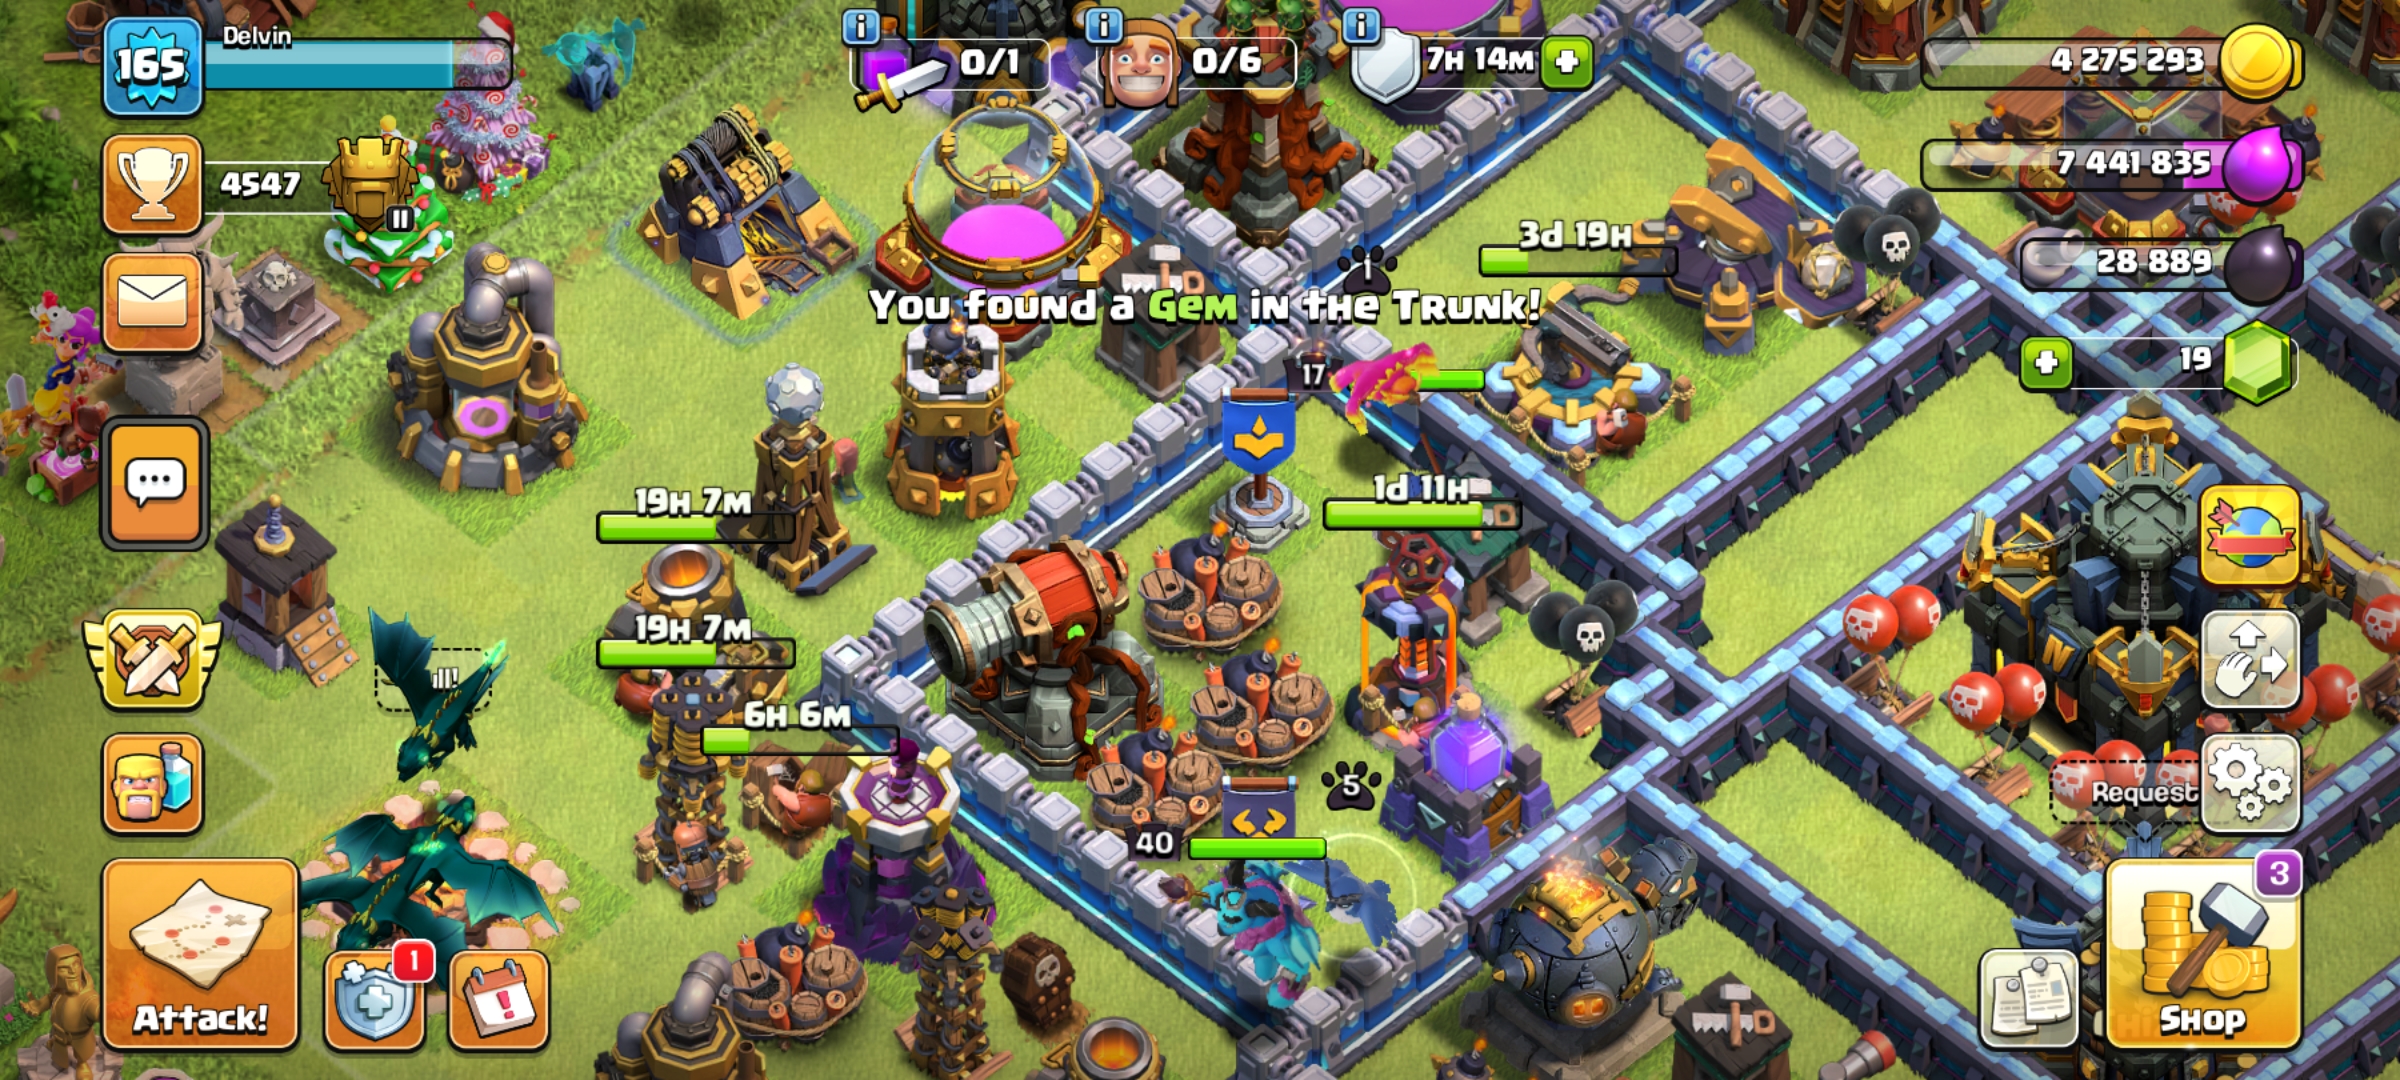 Delvin
165
0/1
0/6
7H 14M
4 275 293
4547
7 441 835
3d 19H
28 889
1
You found a Gem in the Trunk!
19
17
1d 11H
19H 7M
19H 7M
!!!
6H 6M
5
Request
40
3
1
Attack!
Shop